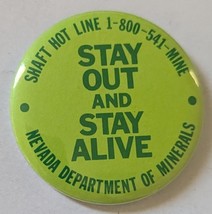 SHAFT HOT LINE 1-800-541-MINE
STAY
OUT
AND
STAY
ALIVE
NEVADA DEPARTMENT OF MINERALS